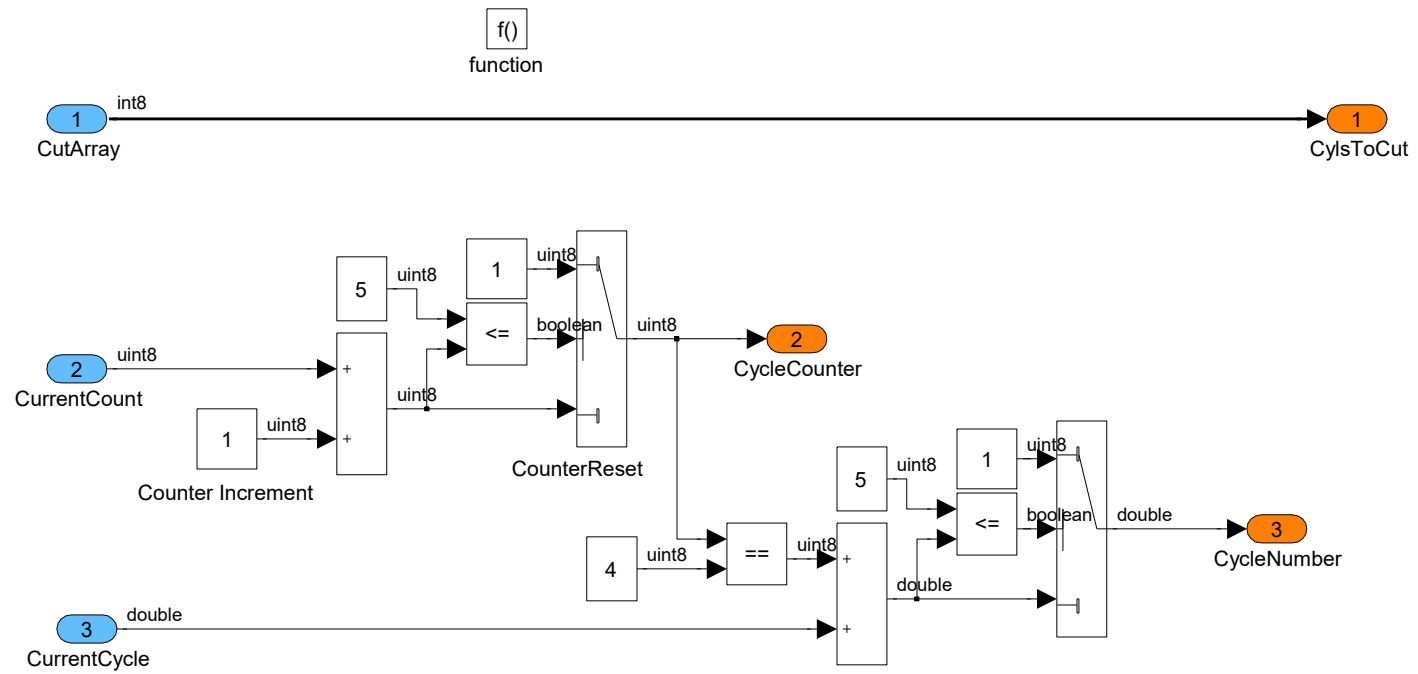 f()
function
int8
1
CutArray
1
CylsToCut
1
uint8
5
uint8
<=
boolean
uint8
2
CycleCounter
uint8
2
CurrentCount
+
uint8
1
uint8
+
Counter Increment
CounterReset
1
uint8
5
uint8
<=
boolean
double
3
CycleNumber
4
uint8
==
uint8
+
double
3
CurrentCycle
double
+